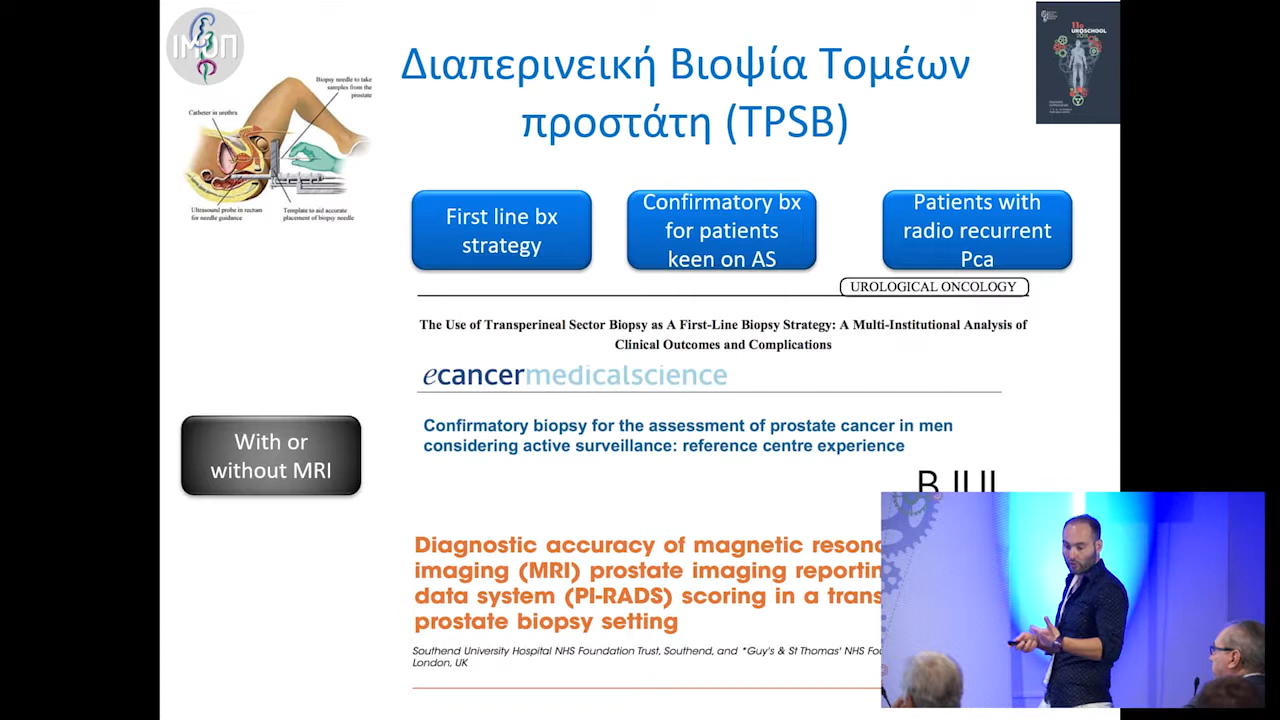 ΙΜΟΠ
11ο
UROSCHOOL
Διαπερινεική Βιοψία Τομέων
προστάτη (TPSB)
Biopsy needle to take
samples from the
prostate
Catheter in urethra
Ultrasound probe in rectum
for needle guidance
Template to aid accurate
placement of biopsy needle
First line bx
strategy
Confirmatory bx
for patients
keen on AS
Patients with
radio recurrent
Pca
UROLOGICAL ONCOLOGY
The Use of Transperineal Sector Biopsy as A First-Line Biopsy Strategy: A Multi-Institutional Analysis of
Clinical Outcomes and Complications
ecancermedicalscience
Confirmatory biopsy for the assessment of prostate cancer in men
considering active surveillance: reference centre experience
With or
without MRI
BJUI
Diagnostic accuracy of magnetic reson
imaging (MRI) prostate imaging reportin
data system (PI-RADS) scoring in a trans
prostate biopsy setting
Southend University Hospital NHS Foundation Trust, Southend, and *Guy's & St Thomas' NHS Fou
London, UK